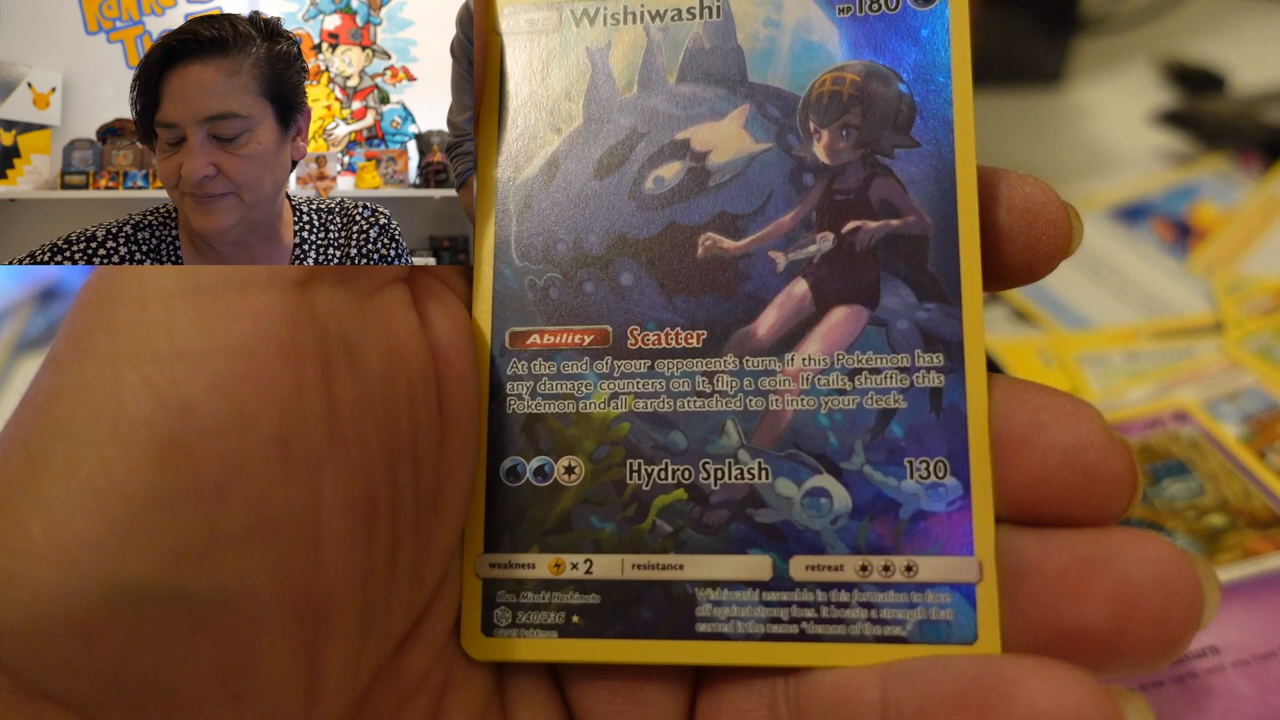 Wishiwashi HP 180
Ability Scatter
At the end of your opponent's turn, if this Pokémon has
any damage counters on it, flip a coin. If tails, shuffle this
Pokémon and all cards attached to it into your deck.
Hydro Splash 130
weakness ×2 resistance retreat
Illus. Misaki Hashimoto
240/236
©2019 Pokémon
Wishiwashi assemble in this formation to face
off against strong foes. It boasts a strength that
earned it the name "demon of the sea."